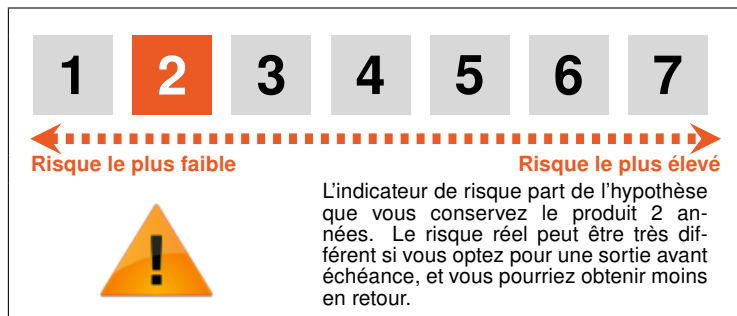 1 2 3 4 5 6 7
Risque le plus faible Risque le plus élevé
L'indicateur de risque part de l'hypothèse
que vous conservez le produit 2 an-
nées. Le risque réel peut être très dif-
férent si vous optez pour une sortie avant
échéance, et vous pourriez obtenir moins
en retour.